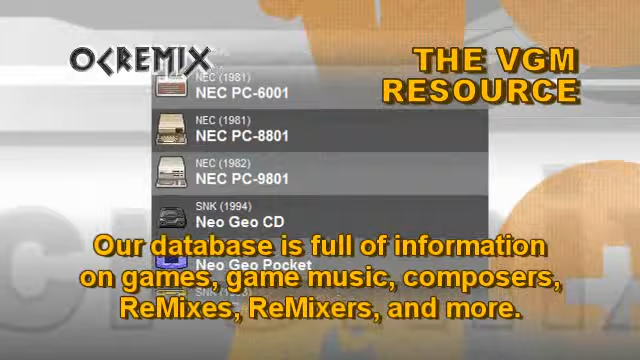 OCREMIX
THE VGM
RESOURCE
NEC (1981)
NEC PC-6001
NEC (1981)
NEC PC-8801
NEC (1982)
NEC PC-9801
SNK (1994)
Neo Geo CD
Neo Geo Pocket
Our database is full of information
on games, game music, composers,
ReMixes, ReMixers, and more.